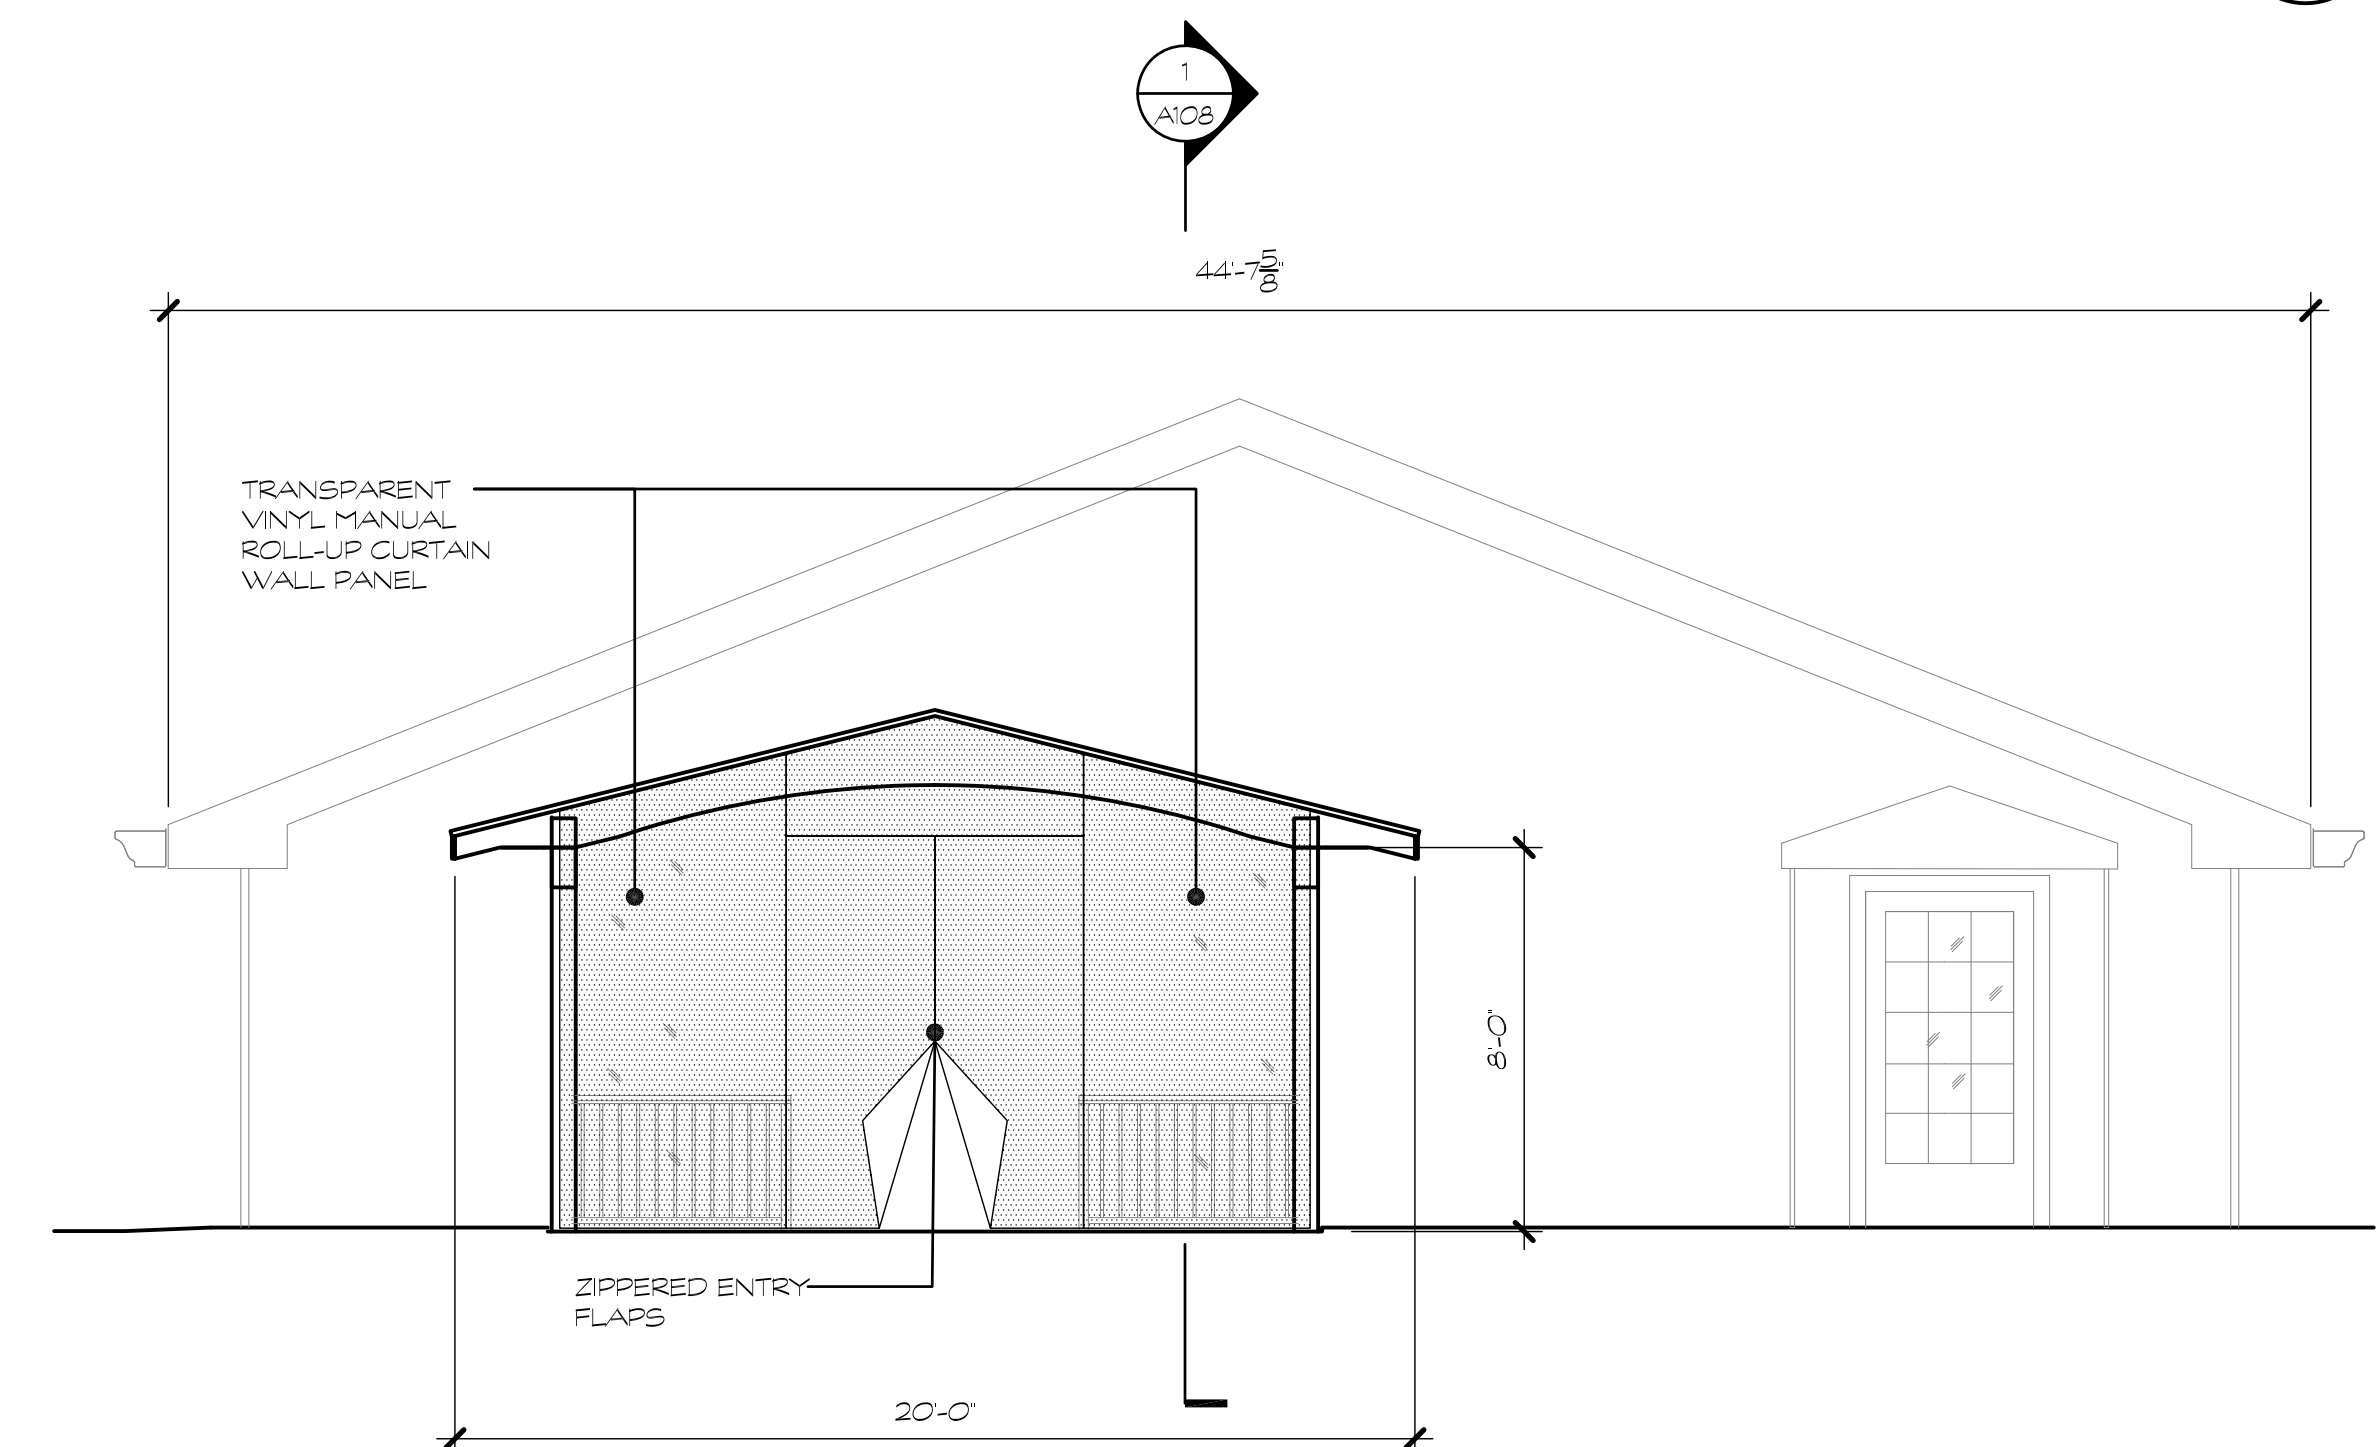 1
A108
44'-7 5/8"
TRANSPARENT
VINYL MANUAL
ROLL-UP CURTAIN
WALL PANEL
8'-0"
ZIPPERED ENTRY
FLAPS
20'-0"